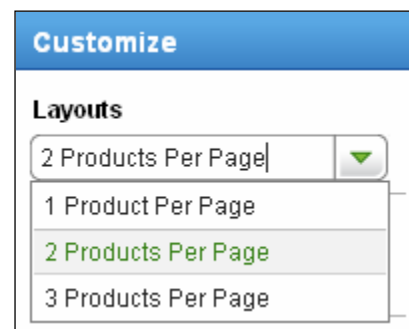 Customize
Layouts
2 Products Per Page
1 Product Per Page
2 Products Per Page
3 Products Per Page